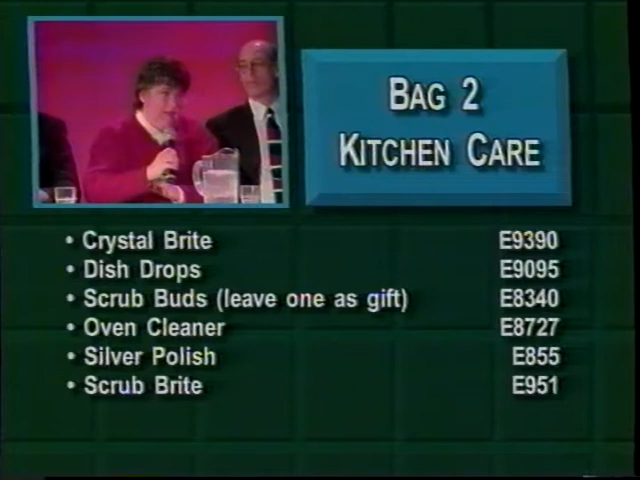 BAG 2
KITCHEN CARE
• Crystal Brite E9390
• Dish Drops E9095
• Scrub Buds (leave one as gift) E8340
• Oven Cleaner E8727
• Silver Polish E855
• Scrub Brite E951